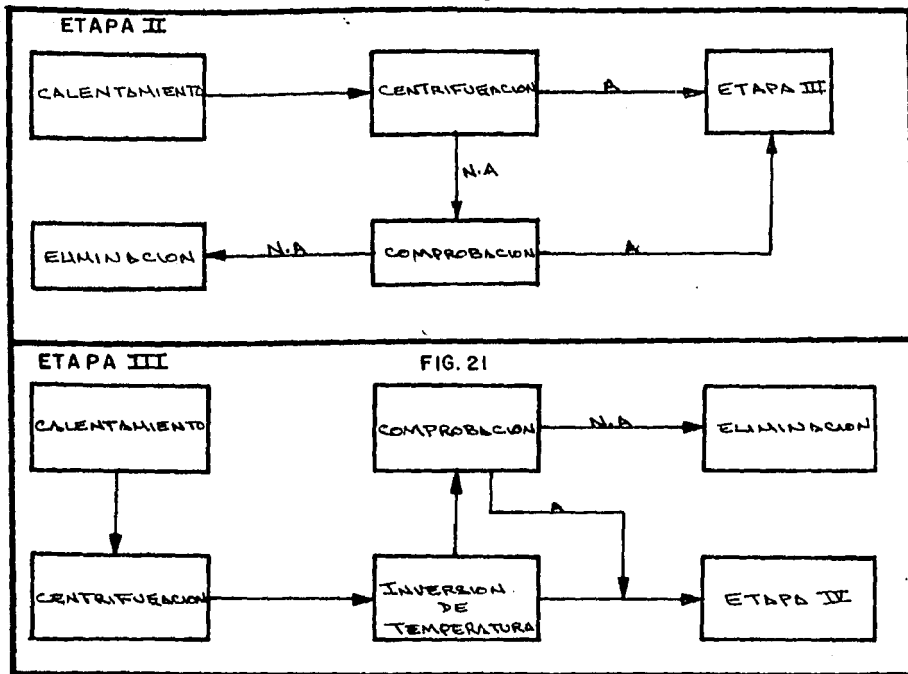 ETAPA II
CALENTAMIENTO
CENTRIFUGACION
A
ETAPA III
N.A
ELIMINACION
N.A
COMPROBACION
A
ETAPA III
FIG. 21
CALENTAMIENTO
COMPROBACION
N.A
ELIMINACION
A
CENTRIFUGACION
INVERSION
DE
TEMPERATURA
ETAPA IV